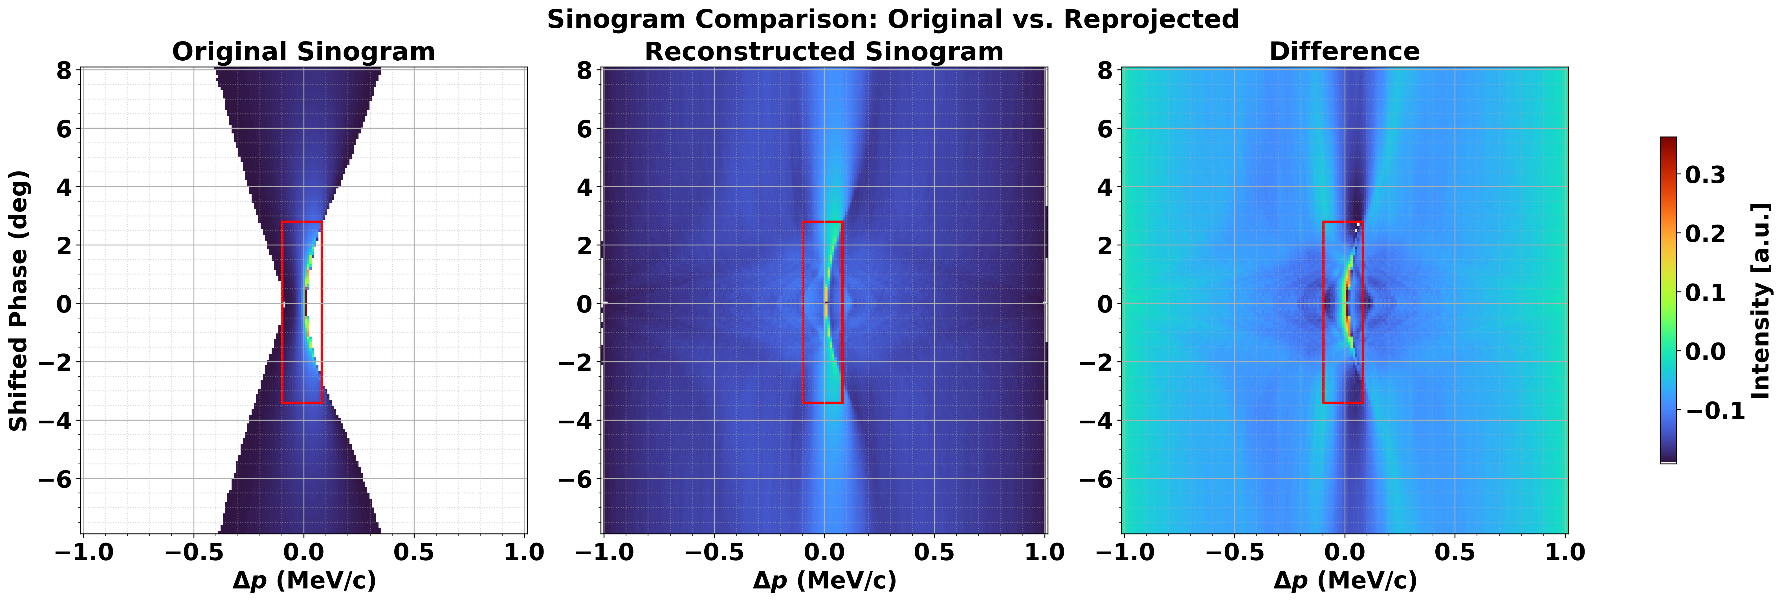 Sinogram Comparison: Original vs. Reprojected
Original Sinogram
Reconstructed Sinogram
Difference
Shifted Phase (deg)
8
6
4
2
0
−2
−4
−6
−1.0 −0.5 0.0 0.5 1.0
Δp (MeV/c)
8
6
4
2
0
−2
−4
−6
−1.0 −0.5 0.0 0.5 1.0
Δp (MeV/c)
8
6
4
2
0
−2
−4
−6
−1.0 −0.5 0.0 0.5 1.0
Δp (MeV/c)
0.3
0.2
0.1
0.0
−0.1
Intensity [a.u.]